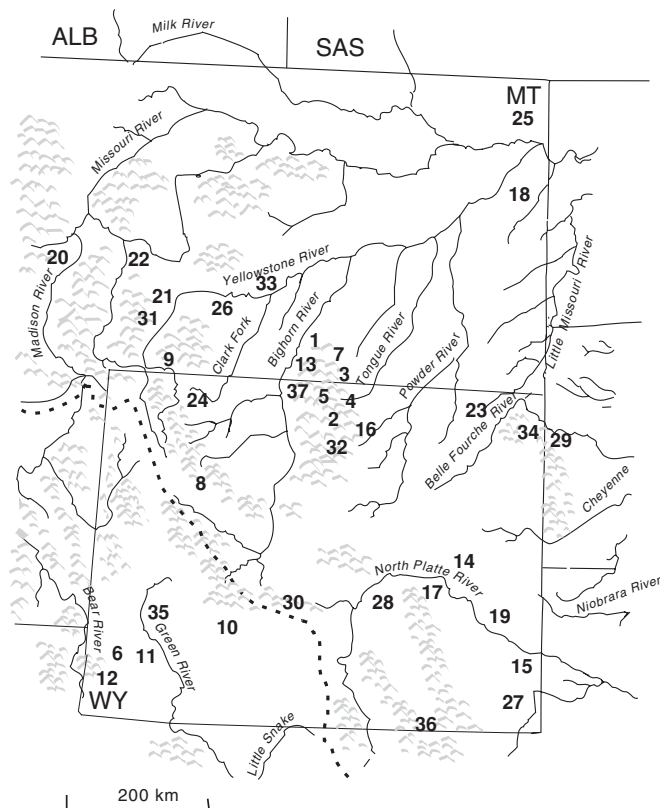 Milk River
ALB
SAS
MT
25
Missouri River
18
20
22
Yellowstone River
33
21
26
31
Madison River
Little Missouri River
Clark Fork
Bighorn River
1
7
9
13
3
Tongue River
Powder River
37
5
4
24
2
16
23
Belle Fourche River
34
29
32
8
Cheyenne
14
North Platte River
17
28
30
Niobrara River
19
Bear River
35
10
Green River
6
11
15
12
WY
27
36
Little Snake
200 km